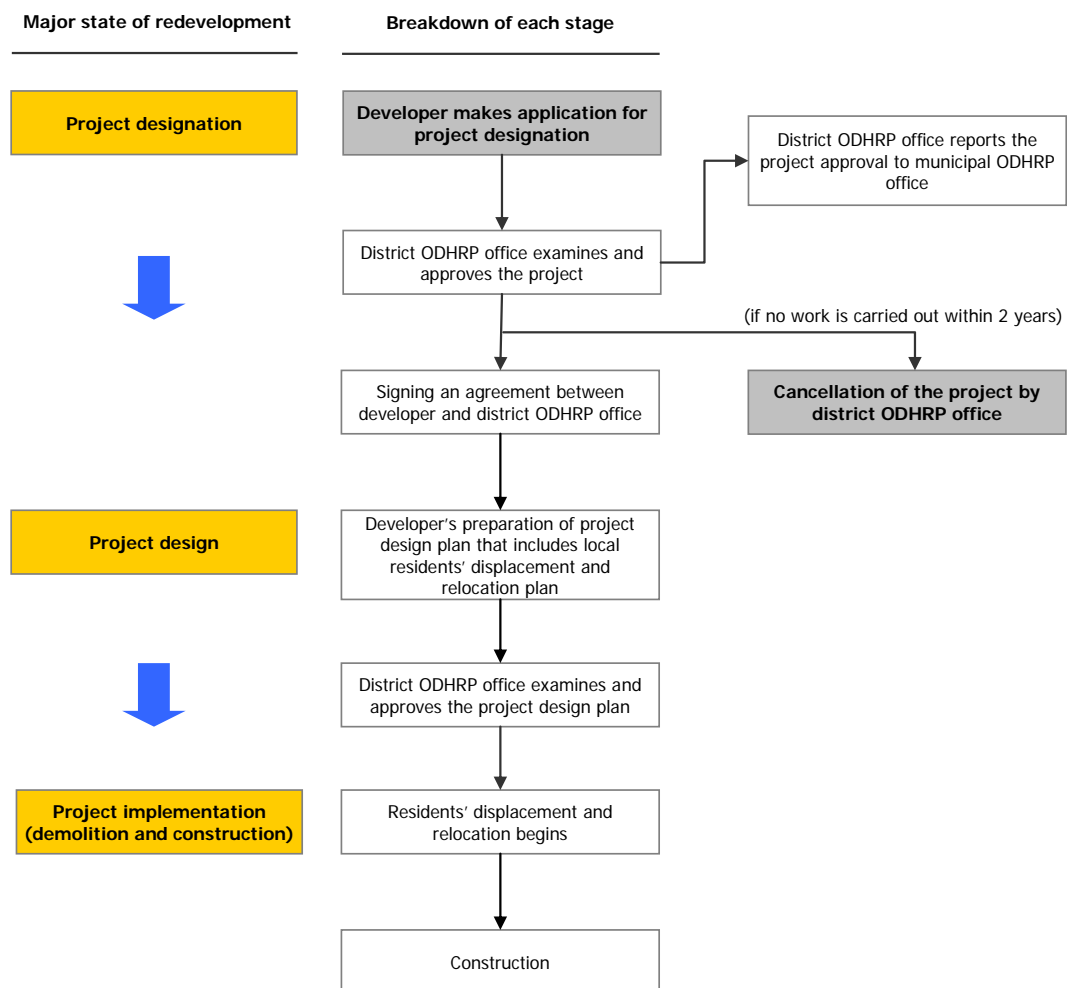 Major state of redevelopment
Breakdown of each stage
Project designation
Developer makes application for
project designation
District ODHRP office reports the
project approval to municipal ODHRP
office
District ODHRP office examines and
approves the project
(if no work is carried out within 2 years)
Signing an agreement between
developer and district ODHRP office
Cancellation of the project by
district ODHRP office
Project design
Developer’s preparation of project
design plan that includes local
residents’ displacement and
relocation plan
District ODHRP office examines and
approves the project design plan
Project implementation
(demolition and construction)
Residents’ displacement and
relocation begins
Construction